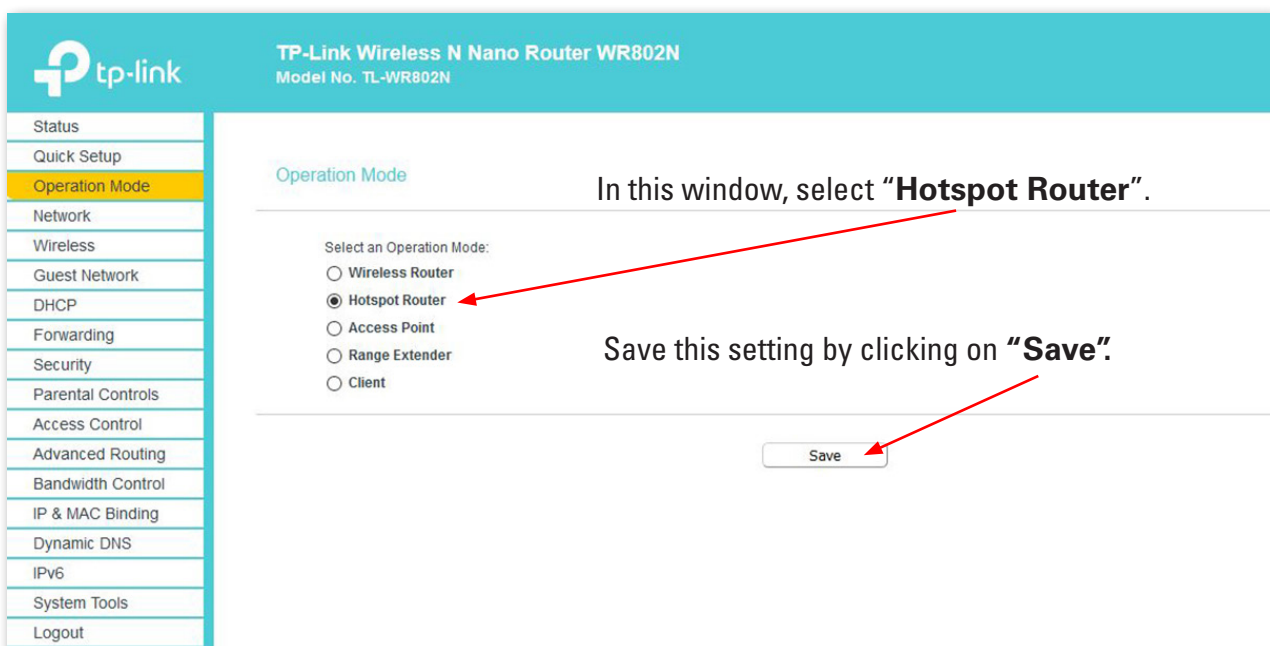 tp-link
TP-Link Wireless N Nano Router WR802N
Model No. TL-WR802N
Status
Quick Setup
Operation Mode
Network
Wireless
Guest Network
DHCP
Forwarding
Security
Parental Controls
Access Control
Advanced Routing
Bandwidth Control
IP & MAC Binding
Dynamic DNS
IPv6
System Tools
Logout
Operation Mode
In this window, select “Hotspot Router”.
Select an Operation Mode:
Wireless Router
Hotspot Router
Access Point
Range Extender
Client
Save this setting by clicking on “Save”.
Save